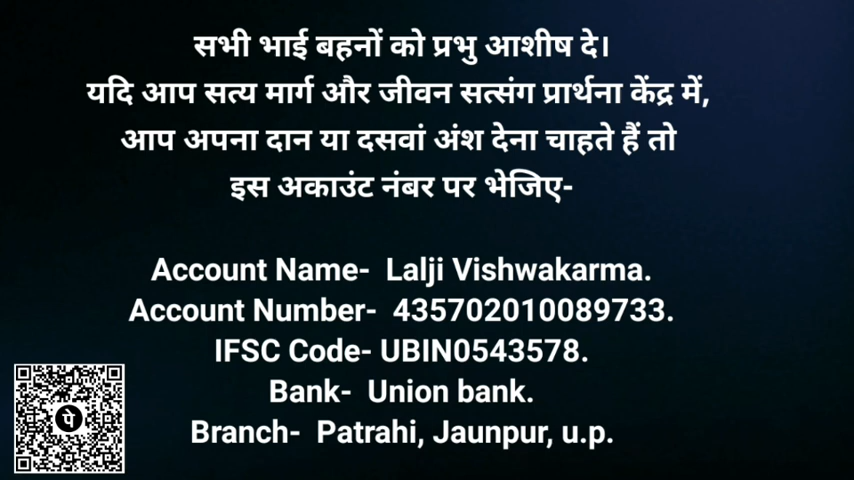 सभी भाई बहनों को प्रभु आशीष दे।
यदि आप सत्य मार्ग और जीवन सत्संग प्रार्थना केंद्र में,
आप अपना दान या दसवां अंश देना चाहते हैं तो
इस अकाउंट नंबर पर भेजिए-
Account Name- Lalji Vishwakarma.
Account Number- 435702010089733.
IFSC Code- UBIN0543578.
Bank- Union bank.
Branch- Patrahi, Jaunpur, u.p.
पे